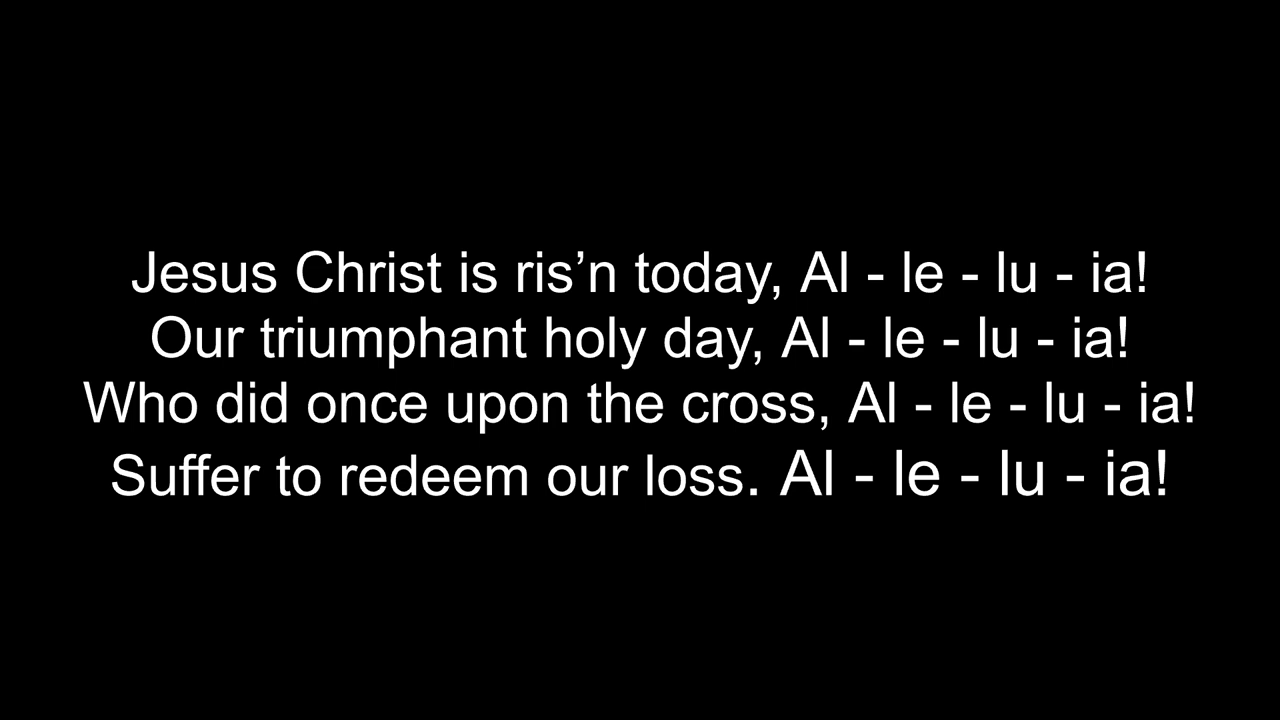 Jesus Christ is ris’n today, Al - le - lu - ia!
Our triumphant holy day, Al - le - lu - ia!
Who did once upon the cross, Al - le - lu - ia!
Suffer to redeem our loss. Al - le - lu - ia!